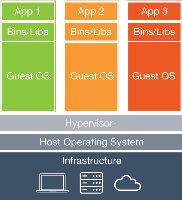 App 1 App 2 App 3
Bins/Libs Bins/Libs Bins/Libs
Guest OS Guest OS Guest OS
Hypervisor
Host Operating System
Infrastructure